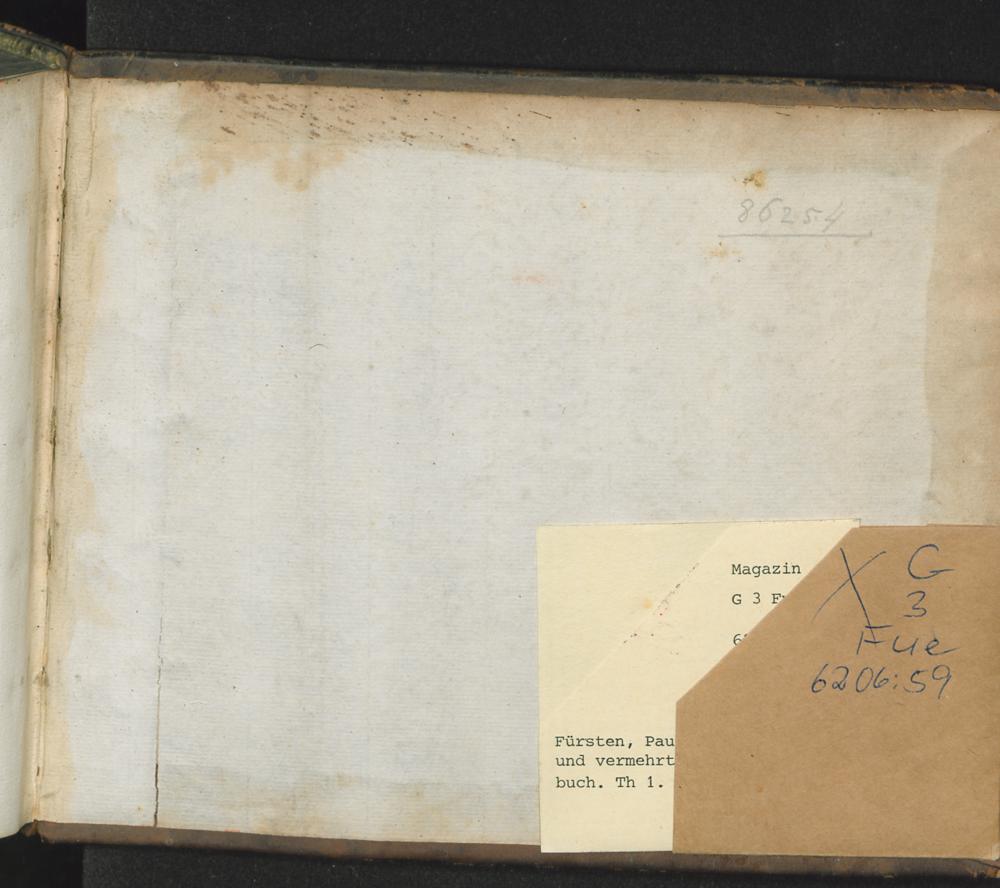 86254
Magazin
G 3
Fürsten, Pau
und vermehrt
buch. Th 1.
X G
3
Fue
6206:59